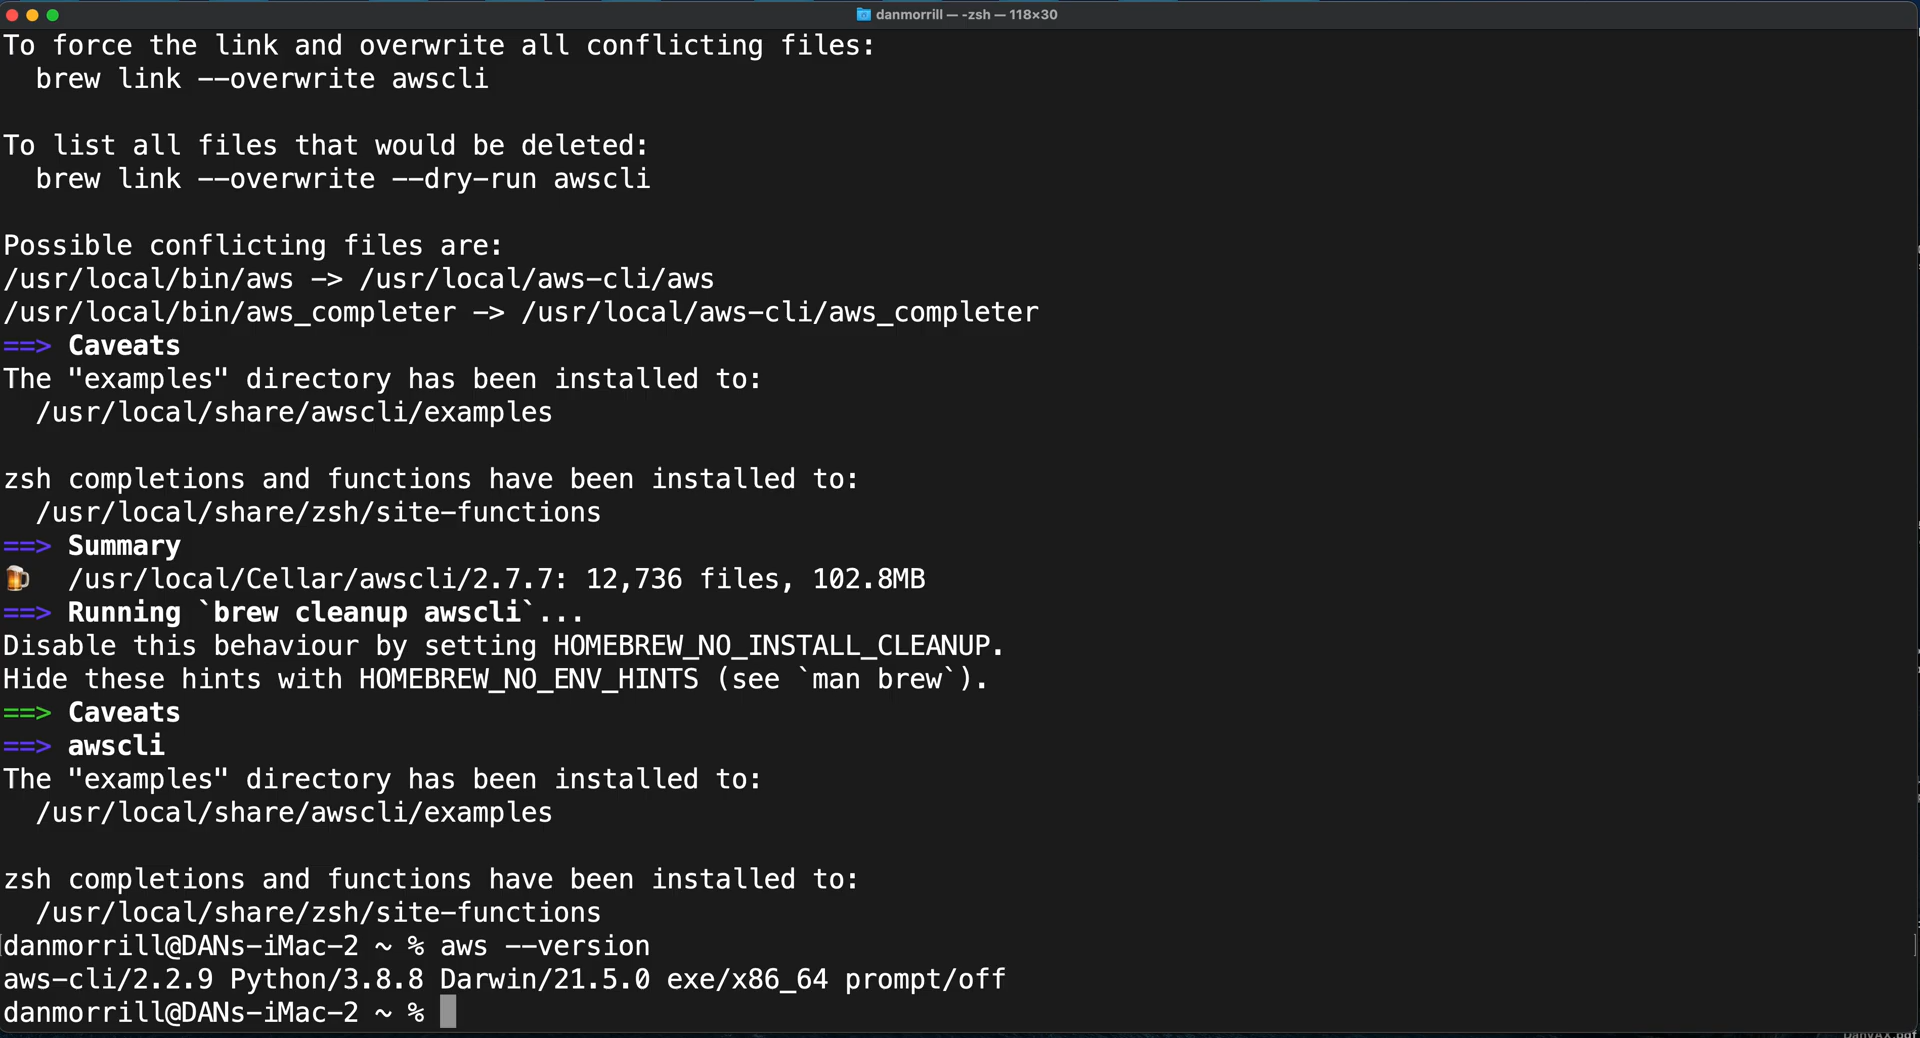 danmorrill — -zsh — 118×30
To force the link and overwrite all conflicting files:
  brew link --overwrite awscli

To list all files that would be deleted:
  brew link --overwrite --dry-run awscli

Possible conflicting files are:
/usr/local/bin/aws -> /usr/local/aws-cli/aws
/usr/local/bin/aws_completer -> /usr/local/aws-cli/aws_completer
==> Caveats
The "examples" directory has been installed to:
  /usr/local/share/awscli/examples

zsh completions and functions have been installed to:
  /usr/local/share/zsh/site-functions
==> Summary
🍺  /usr/local/Cellar/awscli/2.7.7: 12,736 files, 102.8MB
==> Running `brew cleanup awscli`...
Disable this behaviour by setting HOMEBREW_NO_INSTALL_CLEANUP.
Hide these hints with HOMEBREW_NO_ENV_HINTS (see `man brew`).
==> Caveats
==> awscli
The "examples" directory has been installed to:
  /usr/local/share/awscli/examples

zsh completions and functions have been installed to:
  /usr/local/share/zsh/site-functions
danmorrill@DANs-iMac-2 ~ % aws --version
aws-cli/2.2.9 Python/3.8.8 Darwin/21.5.0 exe/x86_64 prompt/off
danmorrill@DANs-iMac-2 ~ %